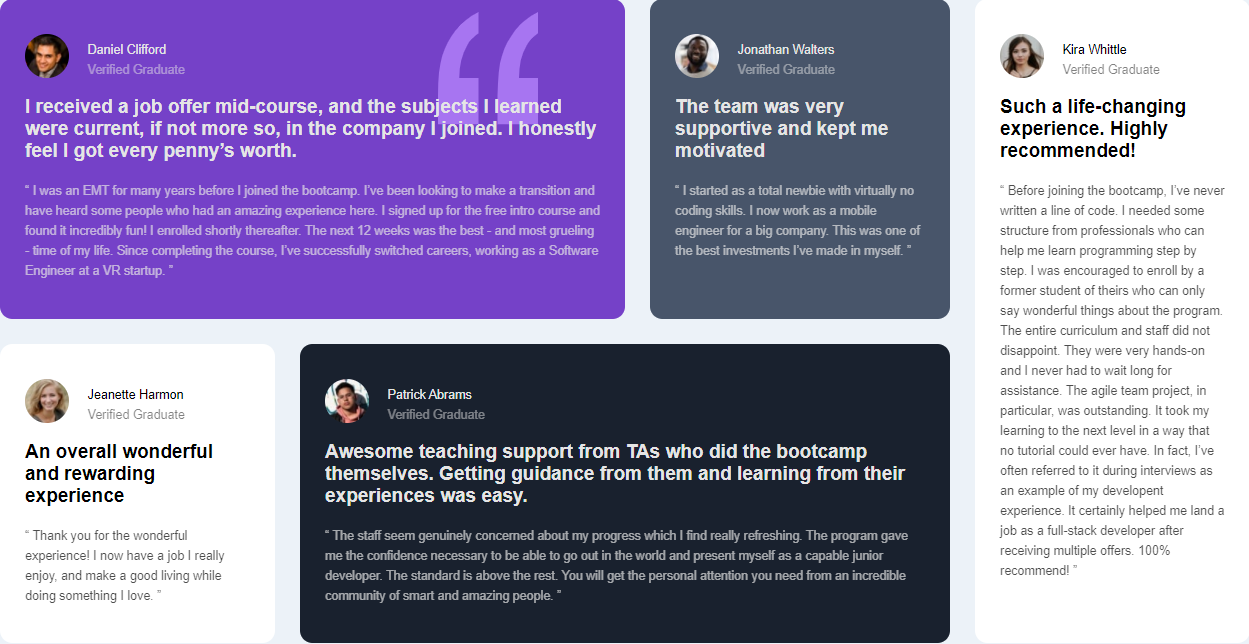 Daniel Clifford
Verified Graduate
I received a job offer mid-course, and the subjects I learned
were current, if not more so, in the company I joined. I honestly
feel I got every penny’s worth.
“ I was an EMT for many years before I joined the bootcamp. I’ve been looking to make a transition and
have heard some people who had an amazing experience here. I signed up for the free intro course and
found it incredibly fun! I enrolled shortly thereafter. The next 12 weeks was the best - and most grueling
- time of my life. Since completing the course, I’ve successfully switched careers, working as a Software
Engineer at a VR startup. ”
Jonathan Walters
Verified Graduate
The team was very
supportive and kept me
motivated
“ I started as a total newbie with virtually no
coding skills. I now work as a mobile
engineer for a big company. This was one of
the best investments I’ve made in myself. ”
Kira Whittle
Verified Graduate
Such a life-changing
experience. Highly
recommended!
“ Before joining the bootcamp, I’ve never
written a line of code. I needed some
structure from professionals who can
help me learn programming step by
step. I was encouraged to enroll by a
former student of theirs who can only
say wonderful things about the program.
The entire curriculum and staff did not
disappoint. They were very hands-on
and I never had to wait long for
assistance. The agile team project, in
particular, was outstanding. It took my
learning to the next level in a way that
no tutorial could ever have. In fact, I’ve
often referred to it during interviews as
an example of my developent
experience. It certainly helped me land a
job as a full-stack developer after
receiving multiple offers. 100%
recommend! ”
Jeanette Harmon
Verified Graduate
An overall wonderful
and rewarding
experience
“ Thank you for the wonderful
experience! I now have a job I really
enjoy, and make a good living while
doing something I love. ”
Patrick Abrams
Verified Graduate
Awesome teaching support from TAs who did the bootcamp
themselves. Getting guidance from them and learning from their
experiences was easy.
“ The staff seem genuinely concerned about my progress which I find really refreshing. The program gave
me the confidence necessary to be able to go out in the world and present myself as a capable junior
developer. The standard is above the rest. You will get the personal attention you need from an incredible
community of smart and amazing people. ”